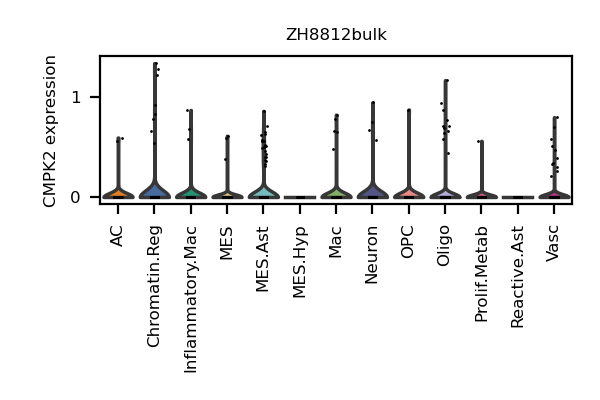 ZH8812bulk
CMPK2 expression
1
0
AC
Chromatin.Reg
Inflammatory.Mac
MES
MES.Ast
MES.Hyp
Mac
Neuron
OPC
Oligo
Prolif.Metab
Reactive.Ast
Vasc